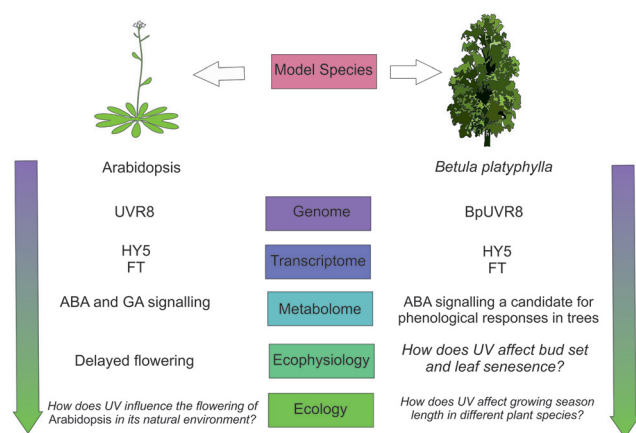 Model Species
Arabidopsis
Betula platyphylla
UVR8
Genome
BpUVR8
HY5
FT
Transcriptome
HY5
FT
ABA and GA signalling
Metabolome
ABA signalling a candidate for
phenological responses in trees
Delayed flowering
Ecophysiology
How does UV affect bud set
and leaf senesence?
How does UV influence the flowering of
Arabidopsis in its natural environment?
Ecology
How does UV affect growing season
length in different plant species?